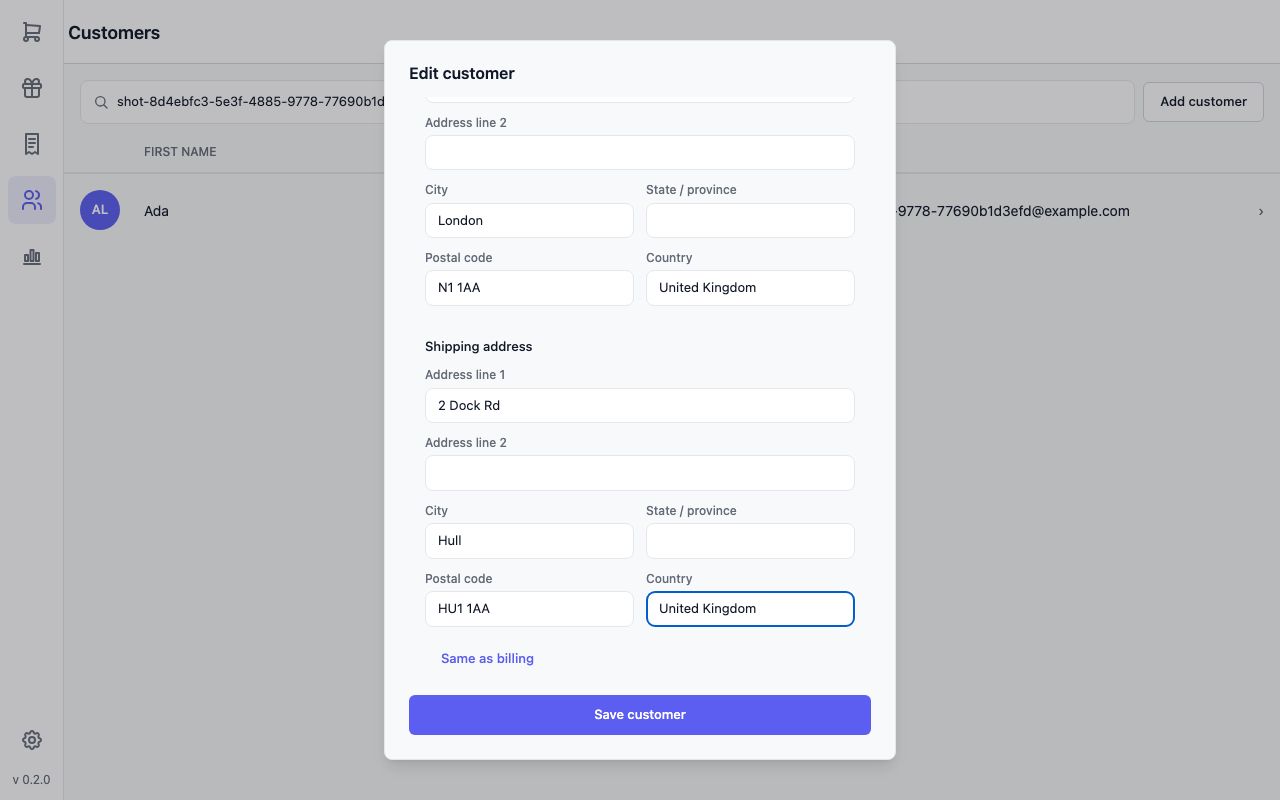 Customers
Edit customer
shot-8d4ebfc3-5e3f-4885-9778-77690b1d
Add customer
FIRST NAME
AL
Ada
-9778-77690b1d3efd@example.com
›
Address line 2
City
State / province
London
Postal code
Country
N1 1AA
United Kingdom
Shipping address
Address line 1
2 Dock Rd
Address line 2
City
State / province
Hull
Postal code
Country
HU1 1AA
United Kingdom
Same as billing
Save customer
v 0.2.0